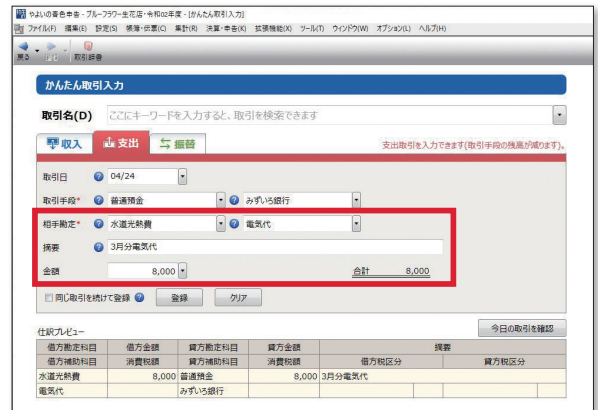 やよいの青色申告 - ブルーフラワー生花店・令和02年度 - [かんたん取引入力]
ファイル(F) 編集(E) 設定(S) 帳簿・伝票(C) 集計(R) 決算・申告(K) 拡張機能(X) ツール(T) ウィンドウ(W) オプション(L) ヘルプ(H)
戻る 取引辞書
かんたん取引入力
取引名(D) ここにキーワードを入力すると、取引を検索できます
収入 支出 振替 支出取引を入力できます(取引手段の残高が減ります)。
取引日 04/24
取引手段* 普通預金 みずいろ銀行
相手勘定* 水道光熱費 電気代
摘要 3月分電気代
金額 8,000 合計 8,000
同じ取引を続けて登録 登録 クリア
仕訳プレビュー 今日の取引を確認
借方勘定科目 借方金額 貸方勘定科目 貸方金額 摘要
借方補助科目 消費税額 貸方補助科目 消費税額 借方税区分 貸方税区分
水道光熱費 8,000 普通預金 8,000 3月分電気代
電気代 みずいろ銀行